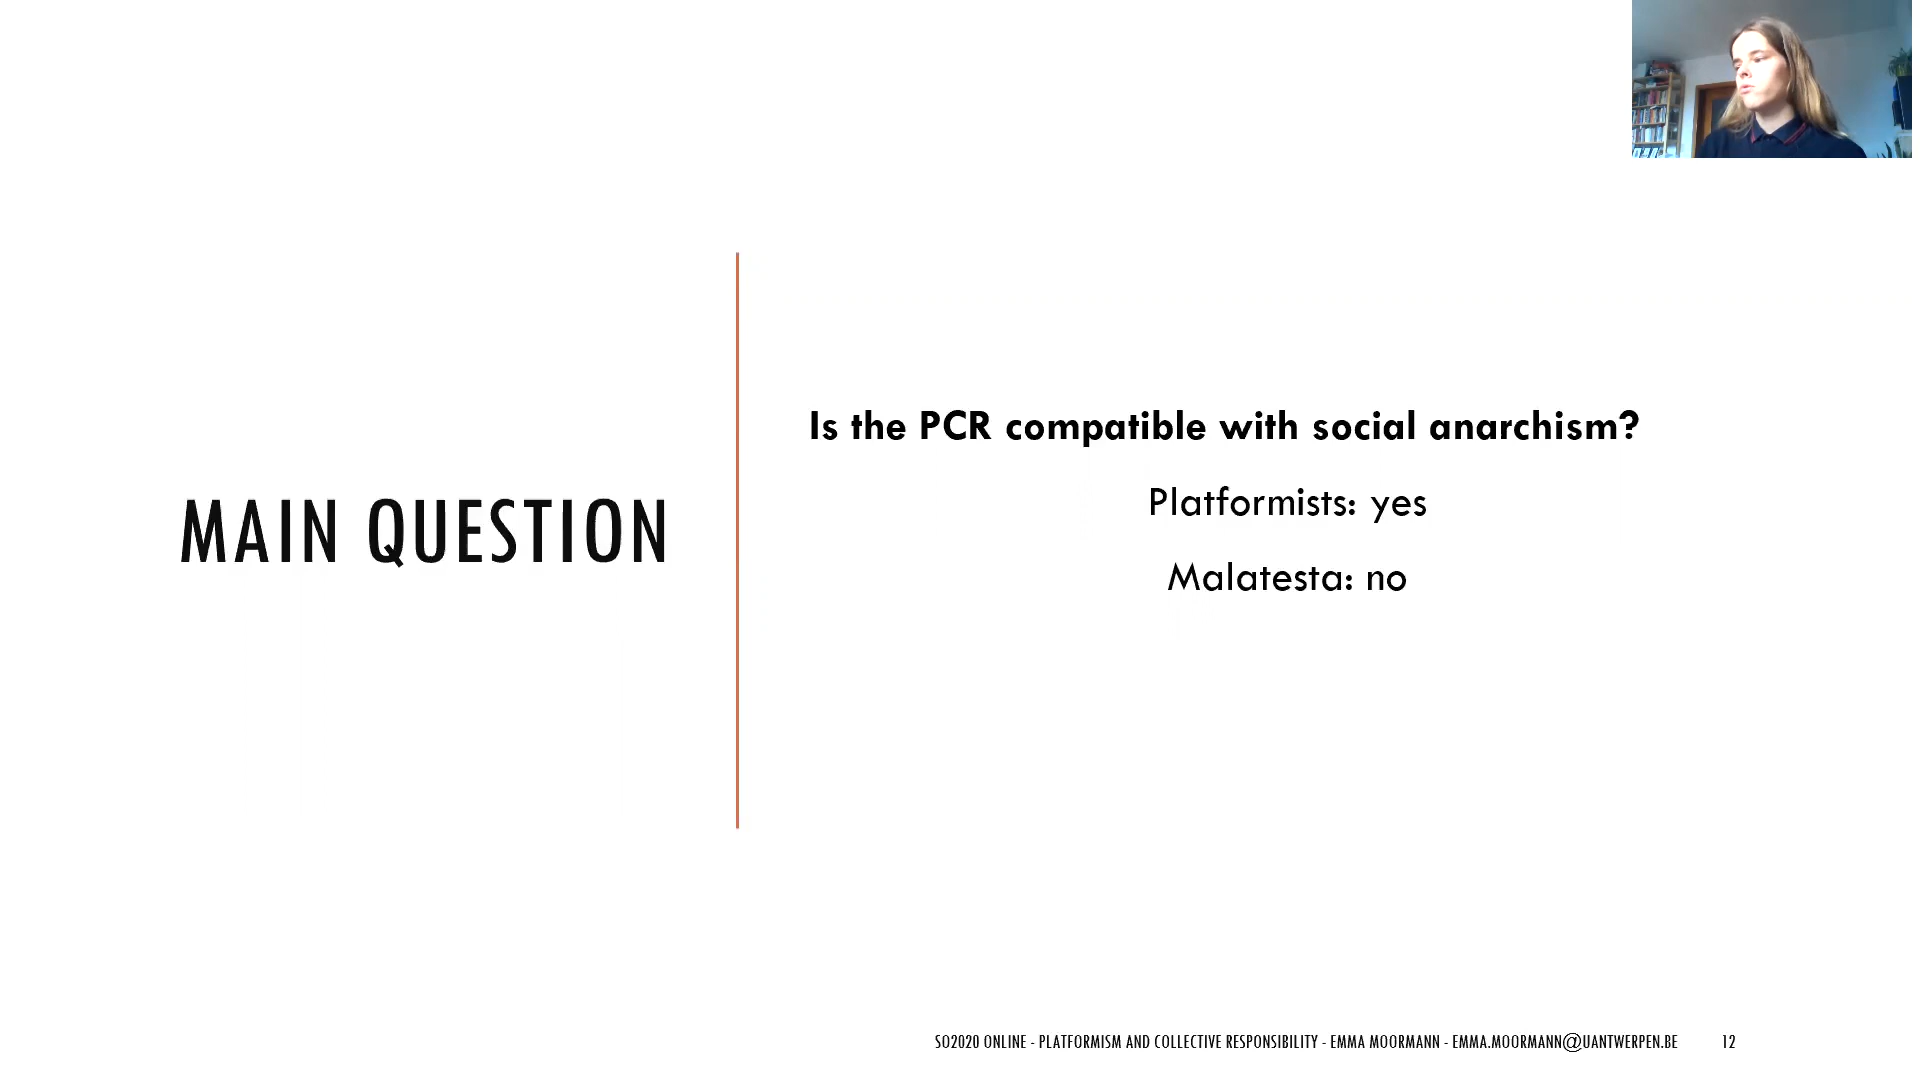 MAIN QUESTION
Is the PCR compatible with social anarchism?
Platformists: yes
Malatesta: no
SO2020 ONLINE - PLATFORMISM AND COLLECTIVE RESPONSIBILITY - EMMA MOORMANN - EMMA.MOORMANN@UANTWERPEN.BE 12